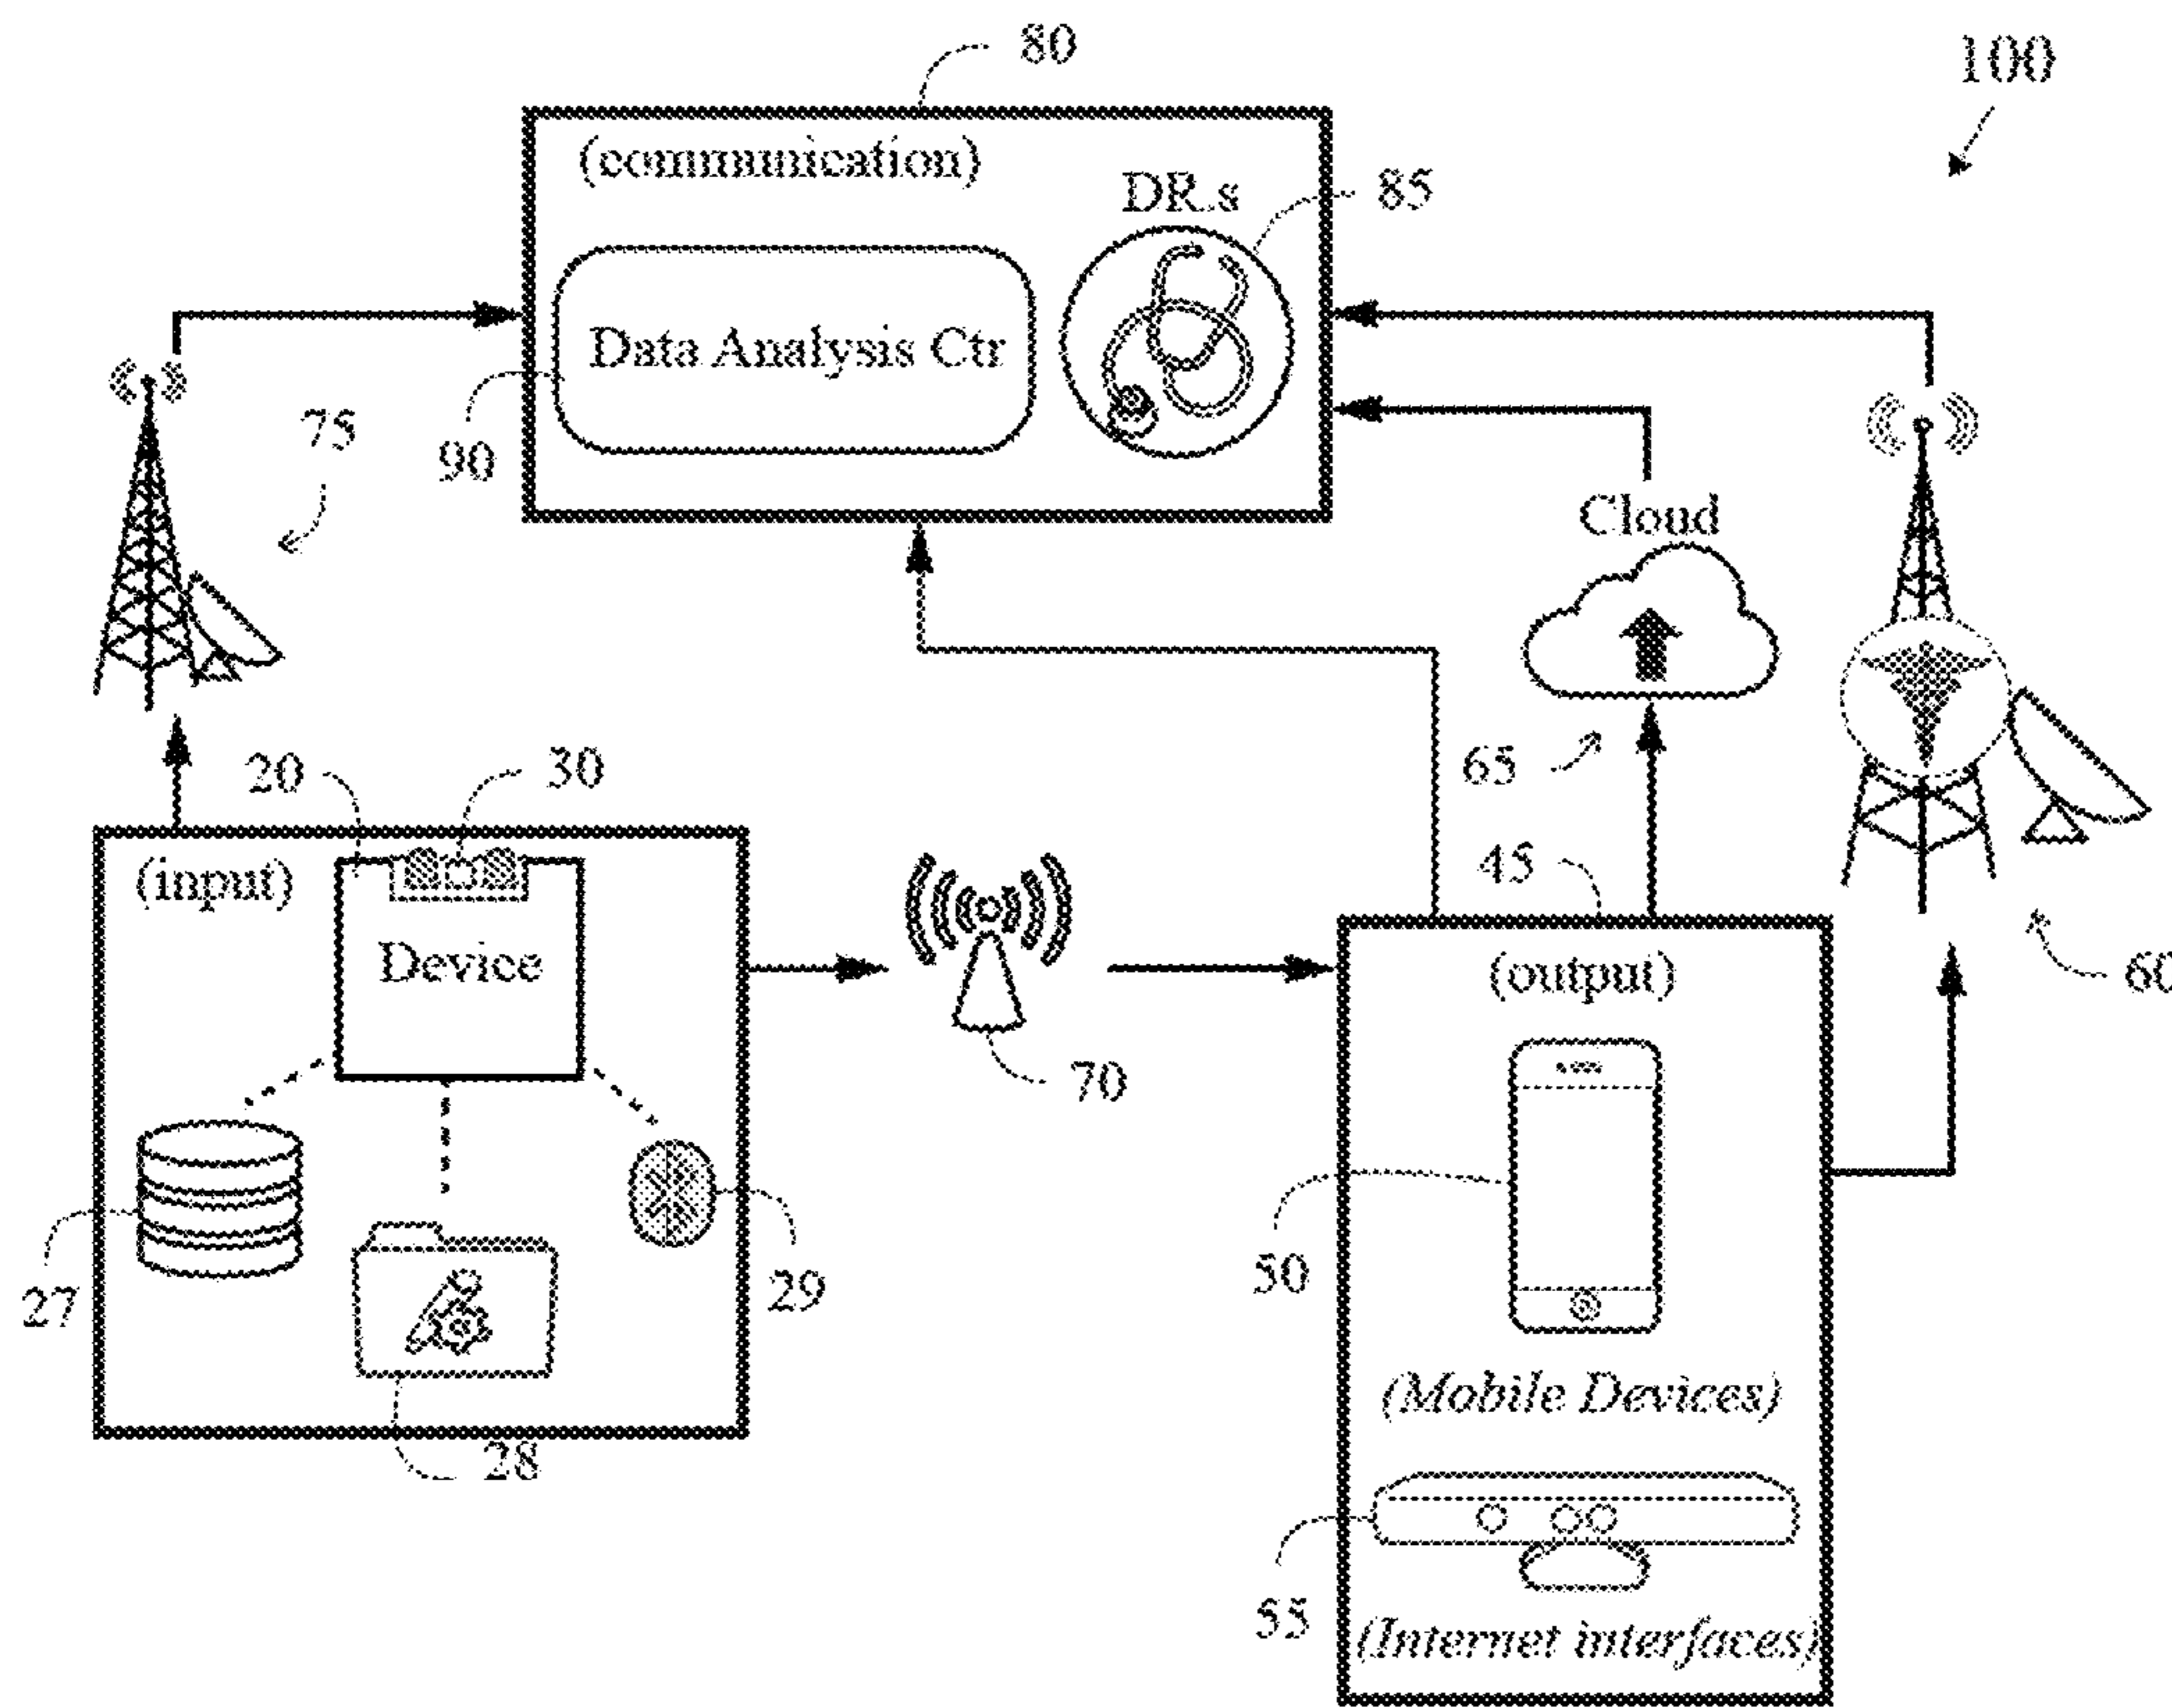 80
100
(communication)
DR.s
85
Data Analysis Ctr
90
75
Cloud
65
20
30
45
(input)
Device
(output)
60
70
50
27
29
28
(Mobile Devices)
55
(Internet interfaces)